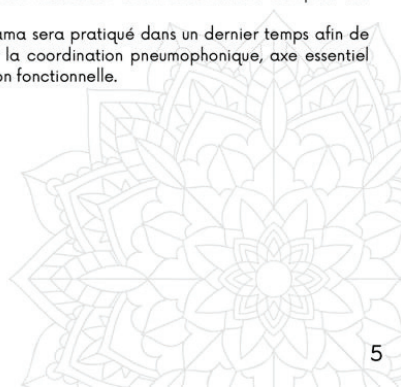 ama sera pratiqué dans un dernier temps afin de
la coordination pneumophonique, axe essentiel
on fonctionnelle.
5